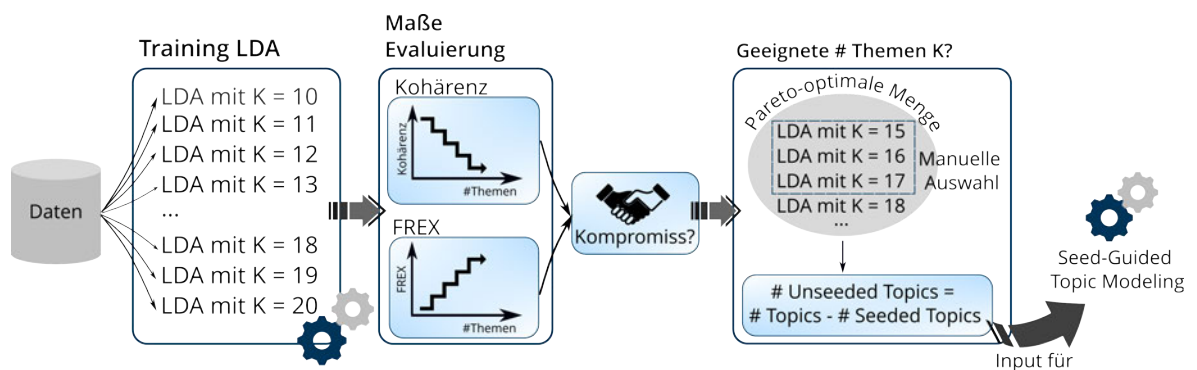 Training LDA
LDA mit K = 10
LDA mit K = 11
LDA mit K = 12
LDA mit K = 13
...
LDA mit K = 18
LDA mit K = 19
LDA mit K = 20
Daten
Maße
Evaluierung
Kohärenz
Kohärenz
#Themen
FREX
FREX
#Themen
Kompromiss?
Geeignete # Themen K?
Pareto-optimale Menge
LDA mit K = 15
LDA mit K = 16
LDA mit K = 17
LDA mit K = 18
...
Manuelle
Auswahl
# Unseeded Topics =
# Topics - # Seeded Topics
Input für
Seed-Guided
Topic Modeling